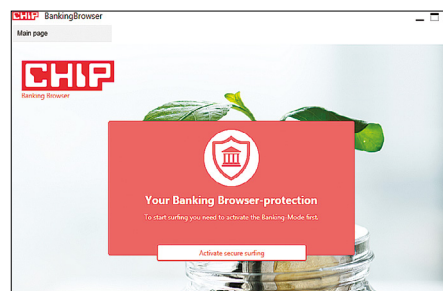 CHIP BankingBrowser
Main page
CHIP
Banking Browser
Your Banking Browser-protection
To start surfing you need to activate the Banking-Mode first.
Activate secure surfing